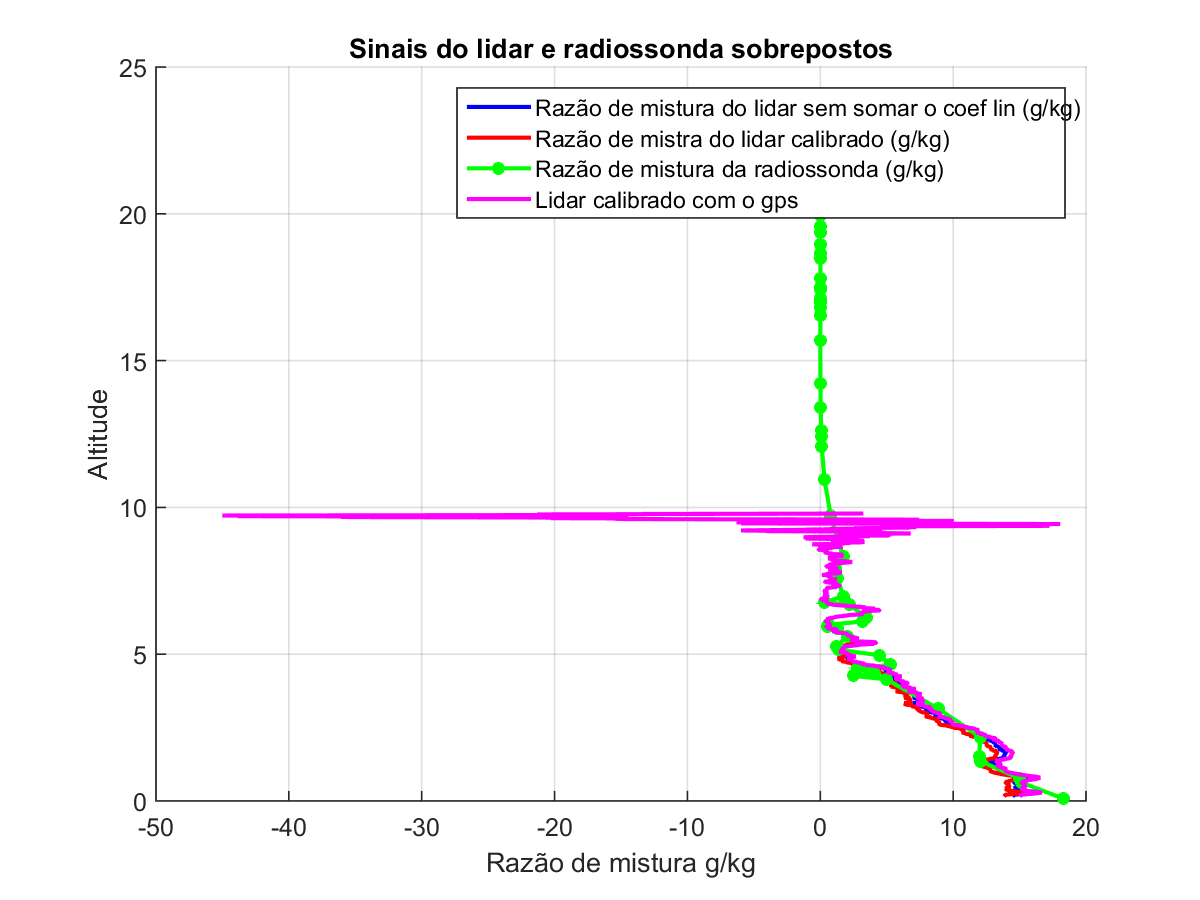 Sinais do lidar e radiossonda sobrepostos
25
Razão de mistura do lidar sem somar o coef lin (g/kg)
Razão de mistra do lidar calibrado (g/kg)
Razão de mistura da radiossonda (g/kg)
Lidar calibrado com o gps
20
15
Altitude
10
5
0
-50 -40 -30 -20 -10 0 10 20
Razão de mistura g/kg